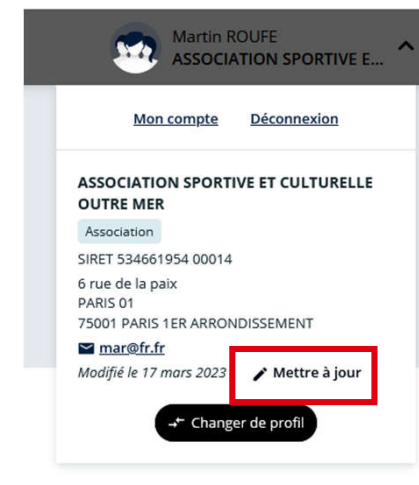 Martin ROUFE
ASSOCIATION SPORTIVE E...
Mon compte Déconnexion
ASSOCIATION SPORTIVE ET CULTURELLE
OUTRE MER
Association
SIRET 534661954 00014
6 rue de la paix
PARIS 01
75001 PARIS 1ER ARRONDISSEMENT
mar@fr.fr
Modifié le 17 mars 2023 Mettre à jour
Changer de profil